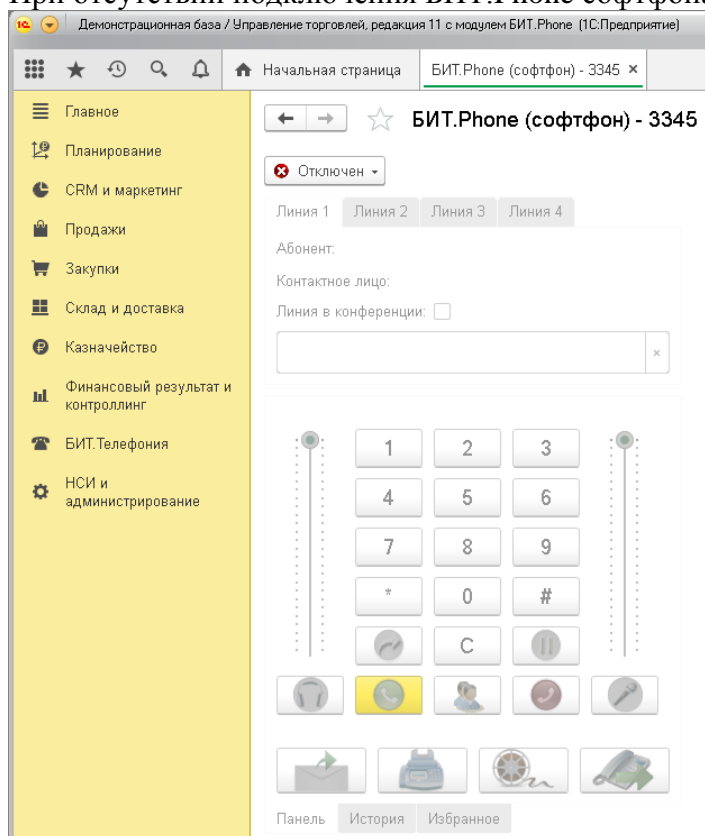 При отсутствии подключения БИТ.Phone софтфона
Демонстрационная база / Управление торговлей, редакция 11 с модулем БИТ.Phone (1С:Предприятие)
Начальная страница
БИТ.Phone (софтфон) - 3345 ×
Главное
Планирование
CRM и маркетинг
Продажи
Закупки
Склад и доставка
Казначейство
Финансовый результат и
контроллинг
БИТ.Телефония
НСИ и
администрирование
БИТ.Phone (софтфон) - 3345
Отключен
Линия 1 Линия 2 Линия 3 Линия 4
Абонент:
Контактное лицо:
Линия в конференции:
×
1 2 3
4 5 6
7 8 9
* 0 #
C
Панель История Избранное